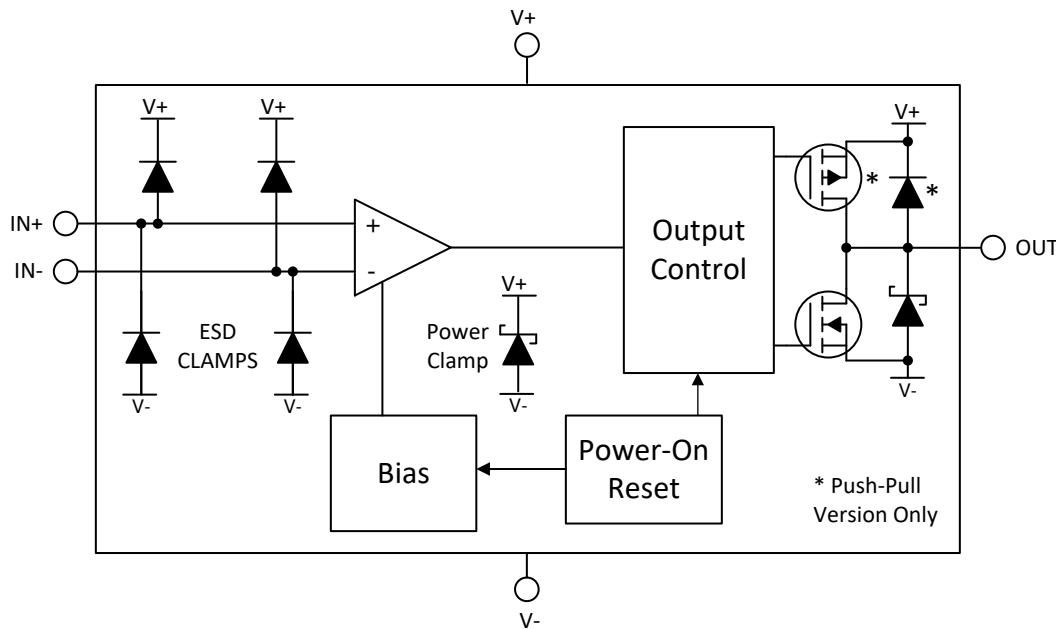 V+
V+
V+
V+
IN+
IN-
+
-
Output
Control
*
*
OUT
ESD
CLAMPS
V+
Power
Clamp
V-
V-
V-
V-
Bias
Power-On
Reset
* Push-Pull
Version Only
V-